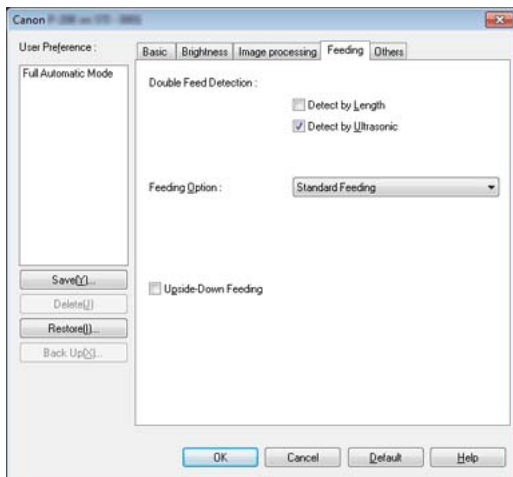 Canon
User Preference :
Full Automatic Mode
Save(Y)...
Delete(J)
Restore(I)...
Back Up(X)...
Basic Brightness Image processing Feeding Others
Double Feed Detection :
Detect by Length
Detect by Ultrasonic
Feeding Option : Standard Feeding
Upside-Down Feeding
OK Cancel Default Help